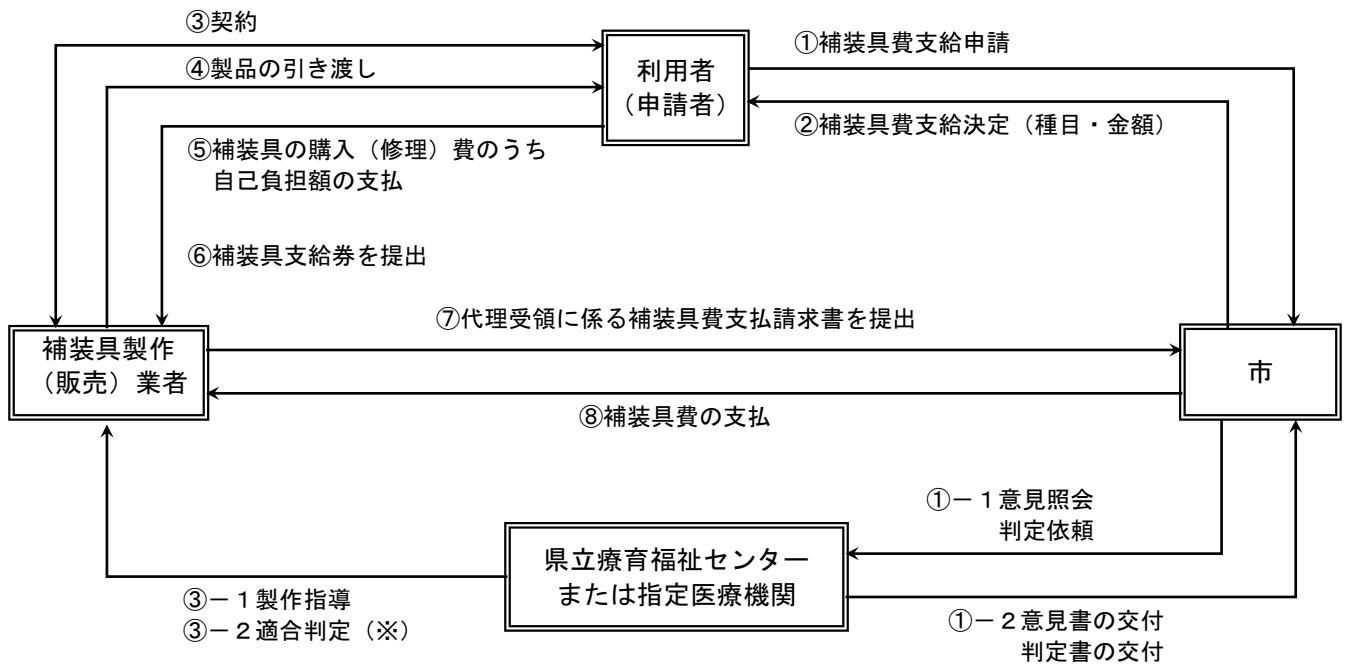 ③契約
①補装具費支給申請
④製品の引き渡し
利用者
（申請者）
②補装具費支給決定（種目・金額）
⑤補装具の購入（修理）費のうち
自己負担額の支払
⑥補装具支給券を提出
⑦代理受領に係る補装具費支払請求書を提出
補装具製作
（販売）業者
市
⑧補装具費の支払
①－１意見照会
判定依頼
県立療育福祉センター
または指定医療機関
③－１製作指導
③－２適合判定（※）
①－２意見書の交付
判定書の交付